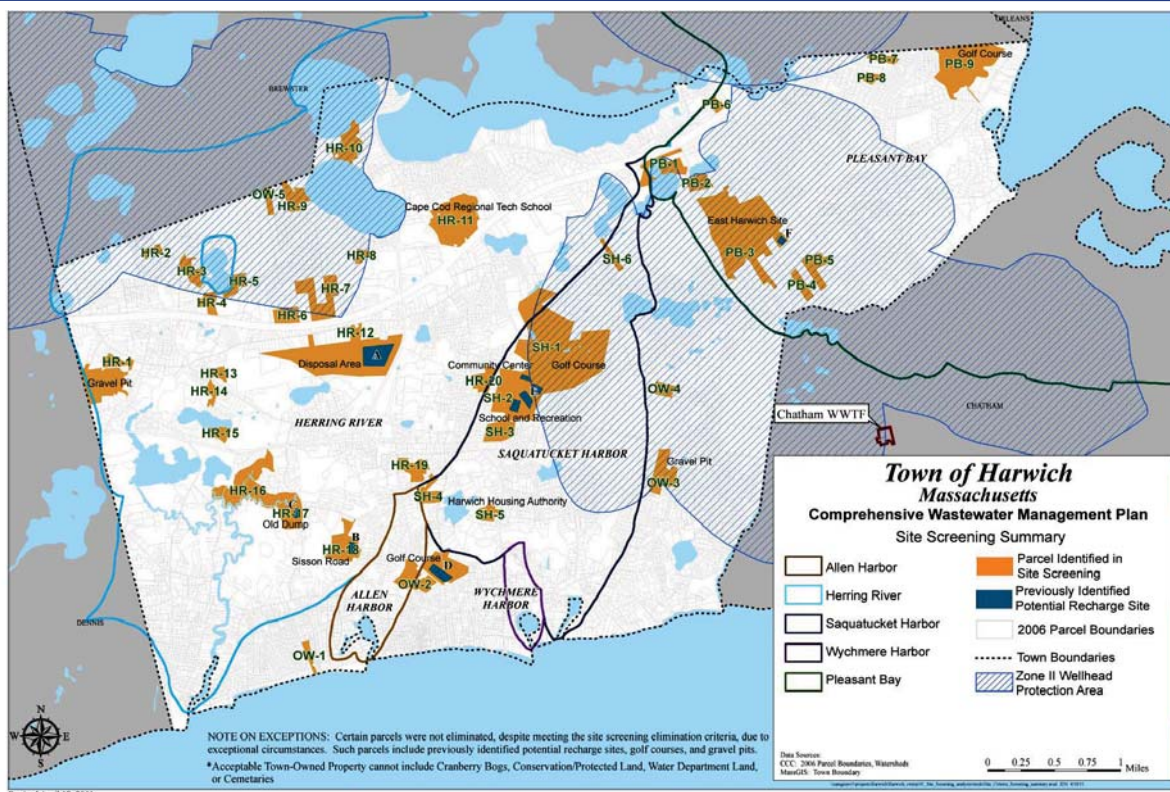 ORLEANS
Golf Course
PB-9
PB-7
PB-8
BREWSTER
PB-6
HR-10
PLEASANT BAY
PB-1
PB-2
OW-5
HR-9
Cape Cod Regional Tech School
HR-11
East Harwich Site
F
PB-3
HR-2
HR-3
HR-8
SH-6
PB-5
PB-4
HR-5
HR-4
HR-7
HR-6
HR-12
A
Disposal Area
SH-1
Community Center
Golf Course
HR-1
Gravel Pit
HR-13
HR-14
HR-20
SH-2
OW-4
School and Recreation
CHATHAM
Chatham WWTF
HERRING RIVER
HR-15
SH-3
SAQUATUCKET HARBOR
Gravel Pit
HR-19
OW-3
HR-16
SH-4
Harwich Housing Authority
SH-5
C
HR-17
Old Dump
B
HR-18
Sisson Road
Golf Course
D
OW-2
ALLEN
HARBOR
WYCHMERE
HARBOR
DENNIS
OW-1
Town of Harwich
Massachusetts
Comprehensive Wastewater Management Plan
Site Screening Summary
Allen Harbor
Herring River
Saquatucket Harbor
Wychmere Harbor
Pleasant Bay
Parcel Identified in
Site Screening
Previously Identified
Potential Recharge Site
2006 Parcel Boundaries
Town Boundaries
Zone II Wellhead
Protection Area
Data Sources:
CCC: 2006 Parcel Boundaries, Watersheds
MassGIS: Town Boundary
0 0.25 0.5 1
Miles
N
W E
S
NOTE ON EXCEPTIONS: Certain parcels were not eliminated, despite meeting the site screening elimination criteria, due to
exceptional circumstances. Such parcels include previously identified potential recharge sites, golf courses, and gravel pits.
*Acceptable Town-Owned Property cannot include Cranberry Bogs, Conservation/Protected Land, Water Department Land,
or Cemetaries